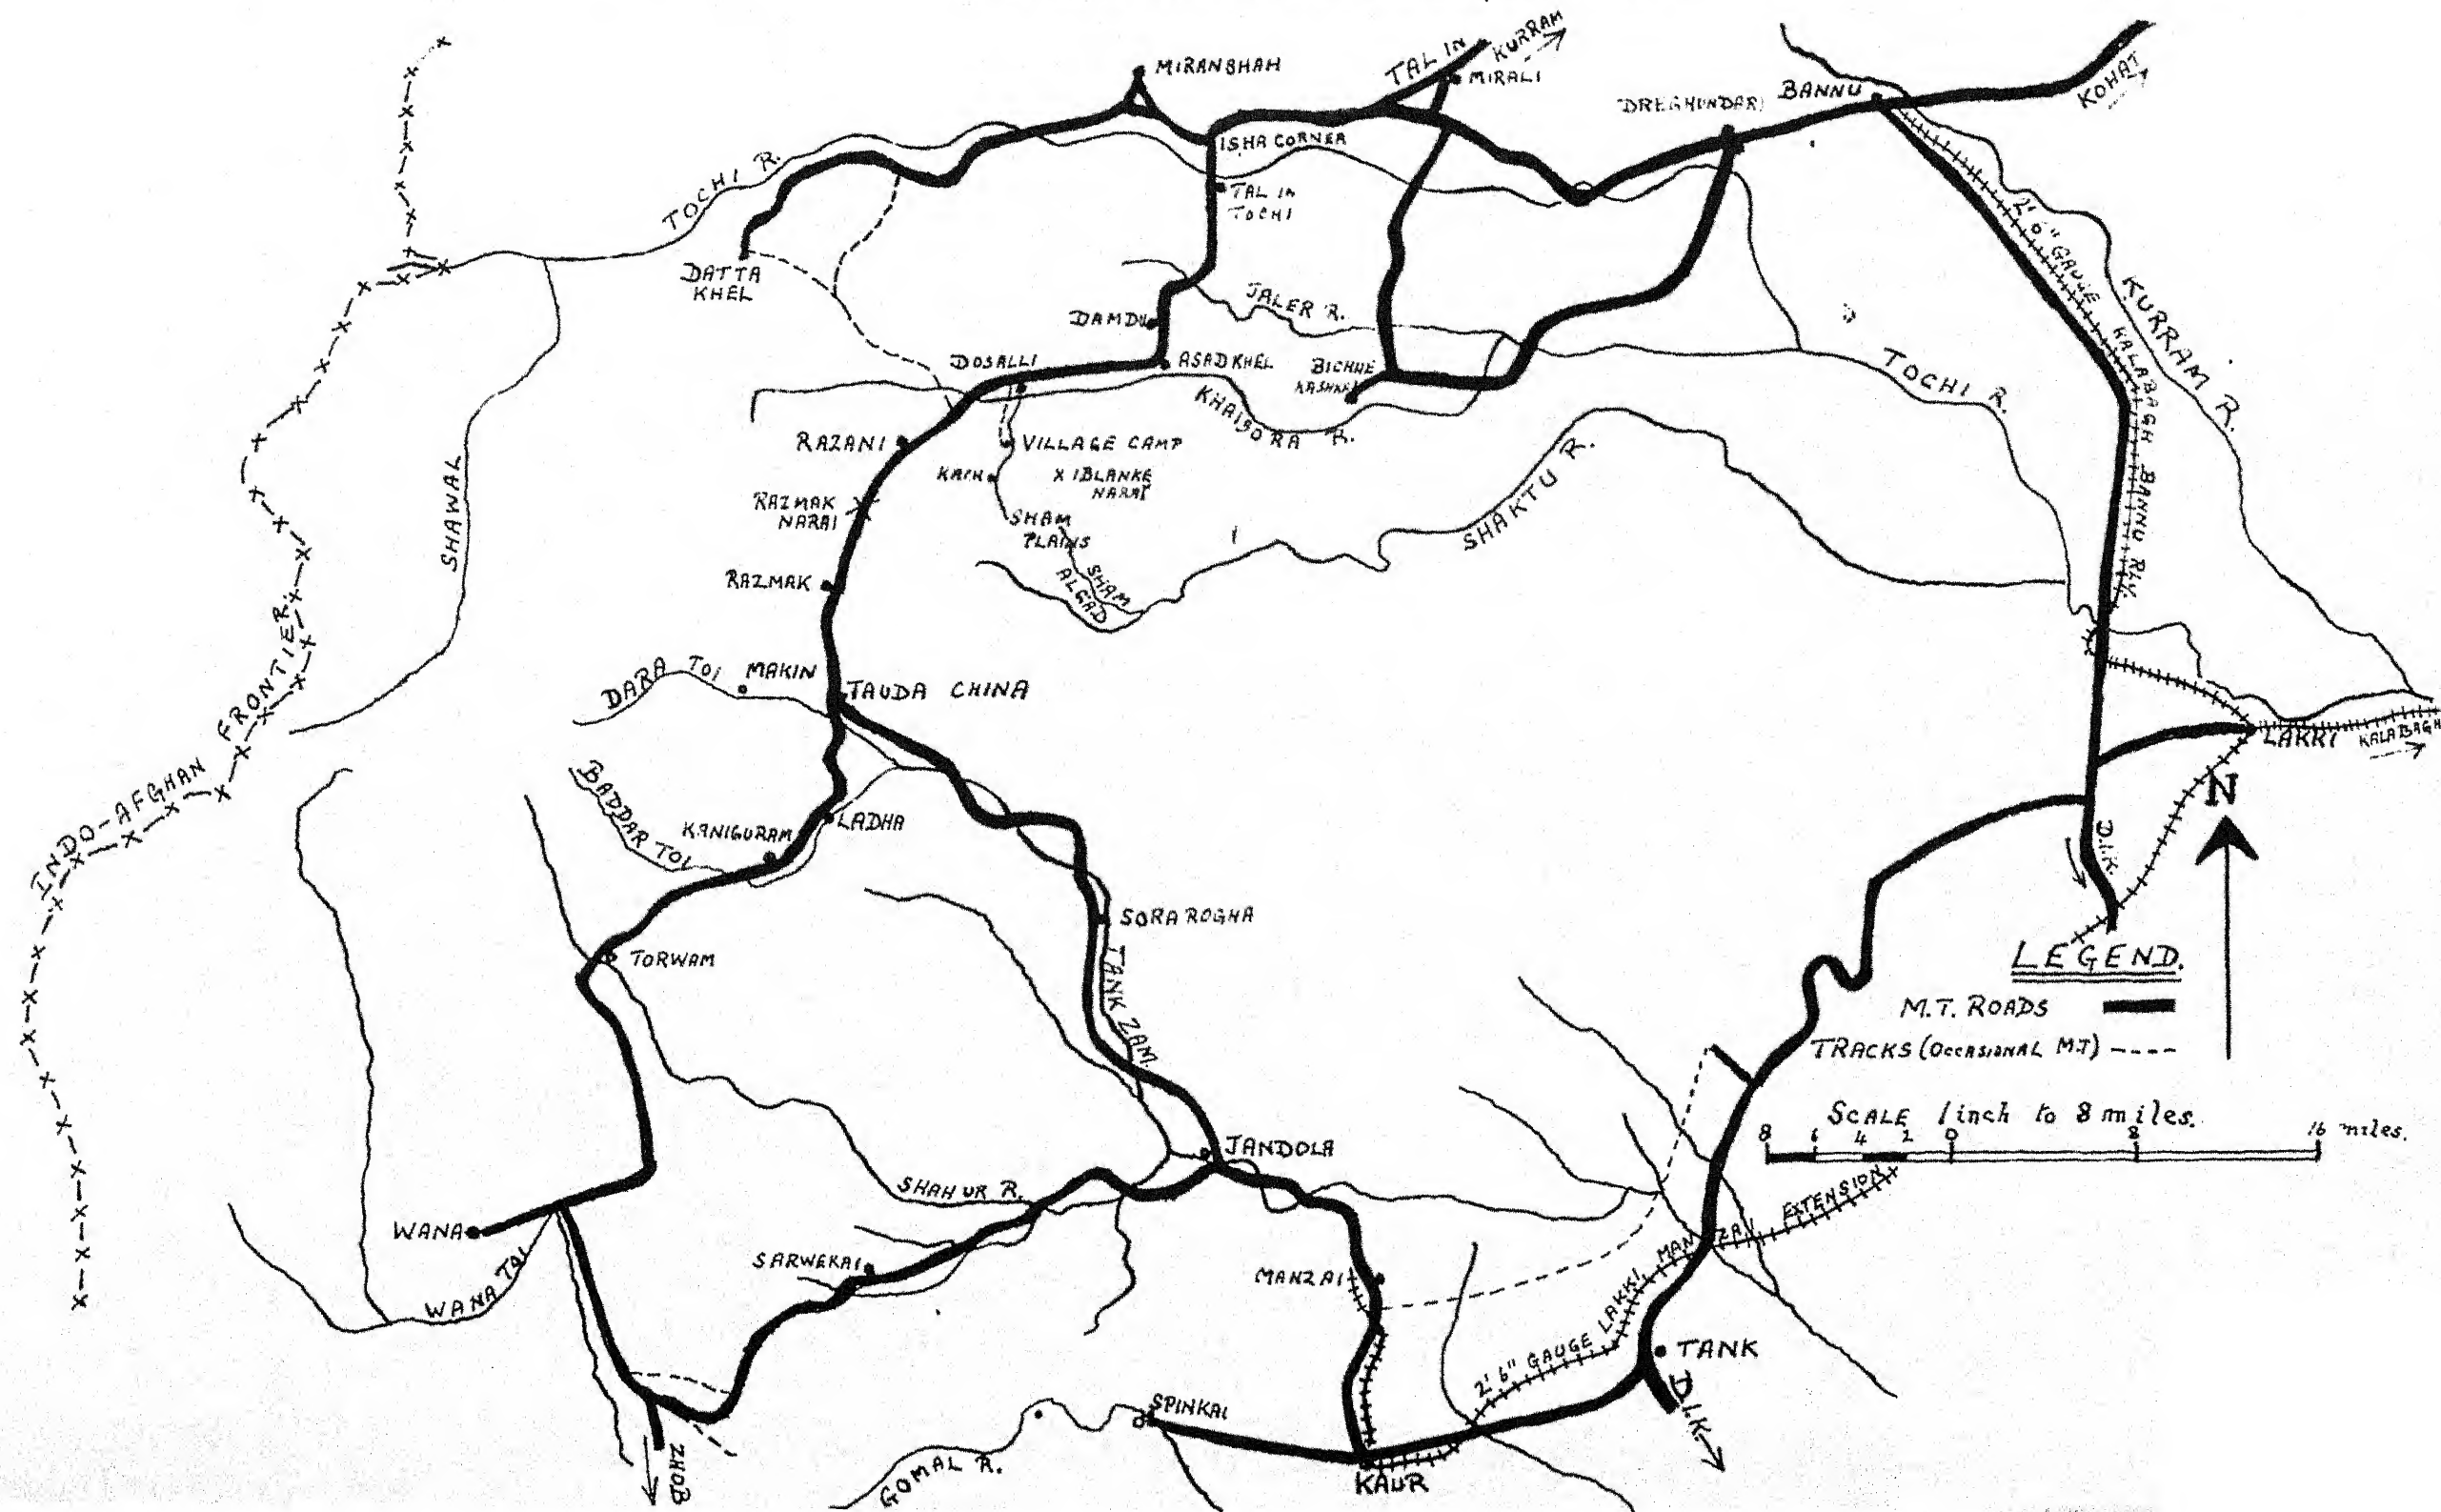 MIRANSHAH
TAL IN
KURRAM
MIRALI
BANNU
KOHAT
ISHA CORNER
TOCHI R.
TAL IN
TOCHI
DATTA
KHEL
2' 6" GAUGE KALABAGH BANNU RLY.
KURRAM R.
JALER R.
DAMDIL
DOSALLI
ASAD KHEL
BICHHE
TOCHI R.
KHAISORA R.
RAZANI
VILLAGE CAMP
KACH
X IBLANKE
NARAI
RAZMAK
NARAI
SHAM
PLAINS
SHAKTU R.
SHAWAL
SHAM
ALGAD
RAZMAK
INDO-AFGHAN FRONTIER.
DARA TOI
MAKIN
TAUDA CHINA
LAKKI
KALABAGH
BADDAR TOI
KANIGURAM
LADHA
N
D.I.K.
SORAROGHA
TORWAM
TANK ZAM.
LEGEND.
M.T. ROADS
TRACKS (OCCASIONAL M.T)
SCALE 1 inch to 8 miles.
8 6 4 2 0 8 16 miles.
JANDOLA
SHAHUR R.
WANA
WANA TOI
SARWEKAI
MANZAI
2' 6" GAUGE LAKKI MANZAI EXTENSION
TANK
D.I.K.
SPINKAI
GOMAL R.
KAUR
ZHOB